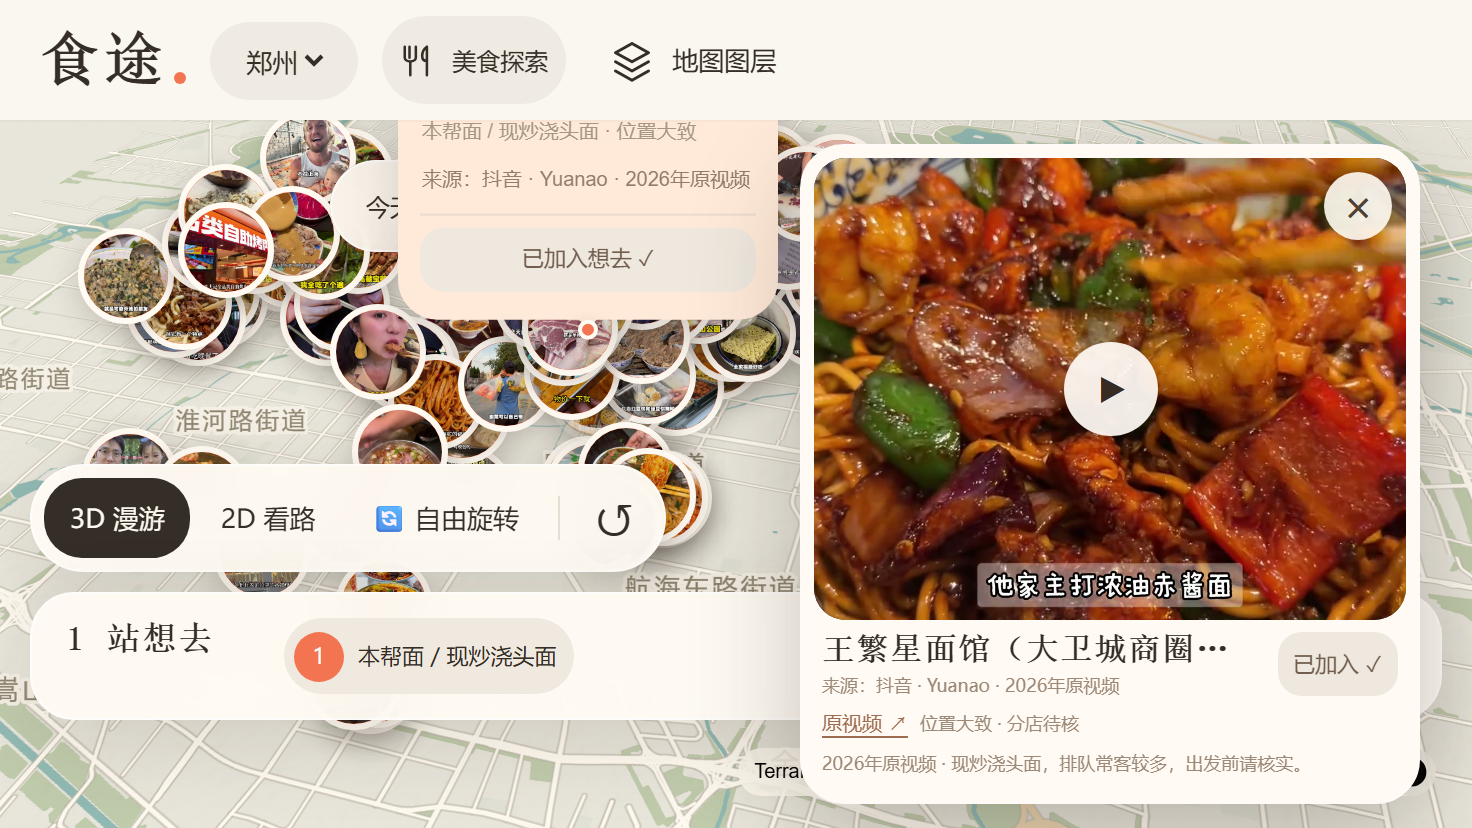 食途.
郑州
美食探索
地图图层
本帮面 / 现炒浇头面 · 位置大致
来源：抖音 · Yuanao · 2026年原视频
今天
已加入想去 ✓
路街道
淮河路街道
道
3D 漫游
2D 看路
自由旋转
航海东路街道
1 站想去
1
本帮面 / 现炒浇头面
嵩山
Terra
他家主打浓油赤酱面
王繁星面馆（大卫城商圈…
已加入 ✓
来源：抖音 · Yuanao · 2026年原视频
原视频 ↗ 位置大致 · 分店待核
2026年原视频 · 现炒浇头面，排队常客较多，出发前请核实。